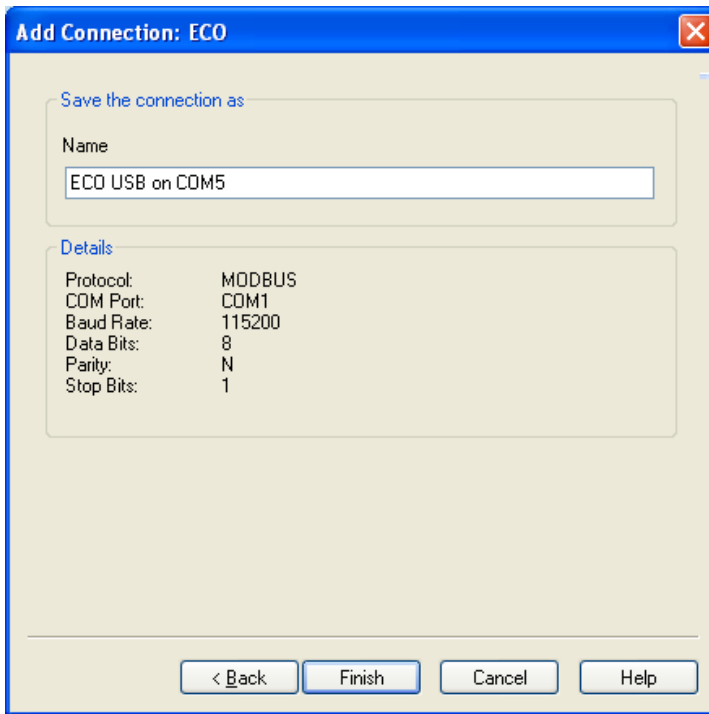 Add Connection: ECO
Save the connection as
Name
ECO USB on COM5
Details
Protocol: MODBUS
COM Port: COM1
Baud Rate: 115200
Data Bits: 8
Parity: N
Stop Bits: 1
< Back Finish Cancel Help